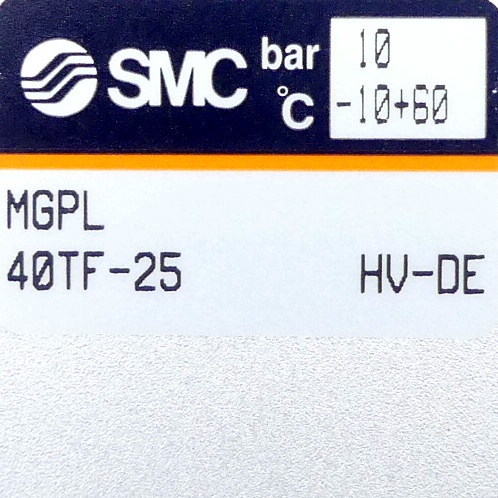 SMC bar 10
°C -10+60
MGPL
40TF-25 HV-DE